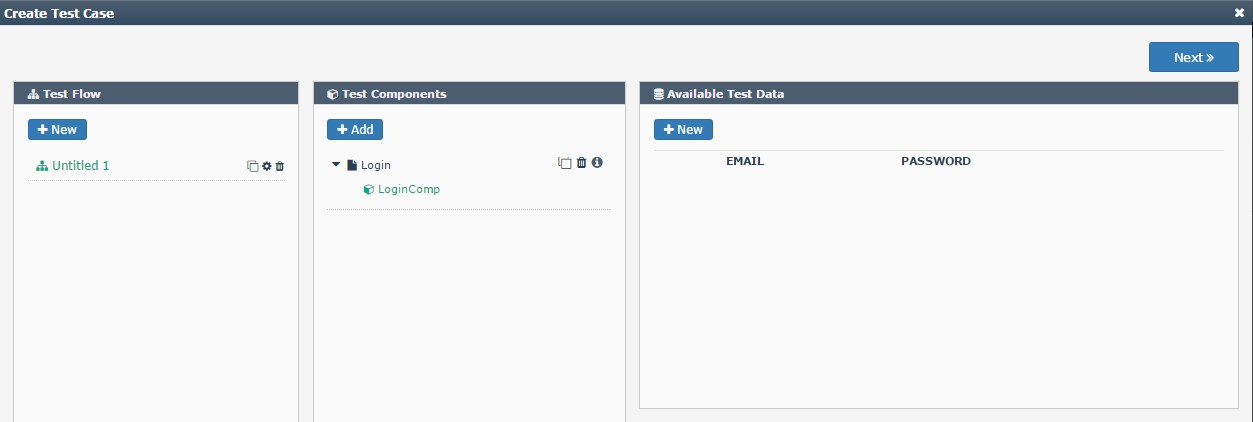 Create Test Case
Next »
Test Flow
New
Untitled 1
Test Components
Add
Login
LoginComp
Available Test Data
New
EMAIL PASSWORD